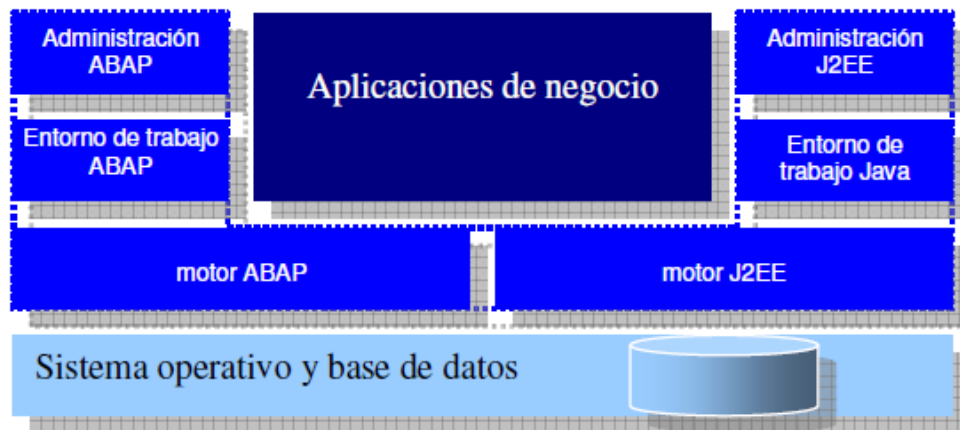 Administración
ABAP
Aplicaciones de negocio
Administración
J2EE
Entorno de trabajo
ABAP
Entorno de
trabajo Java
motor ABAP
motor J2EE
Sistema operativo y base de datos